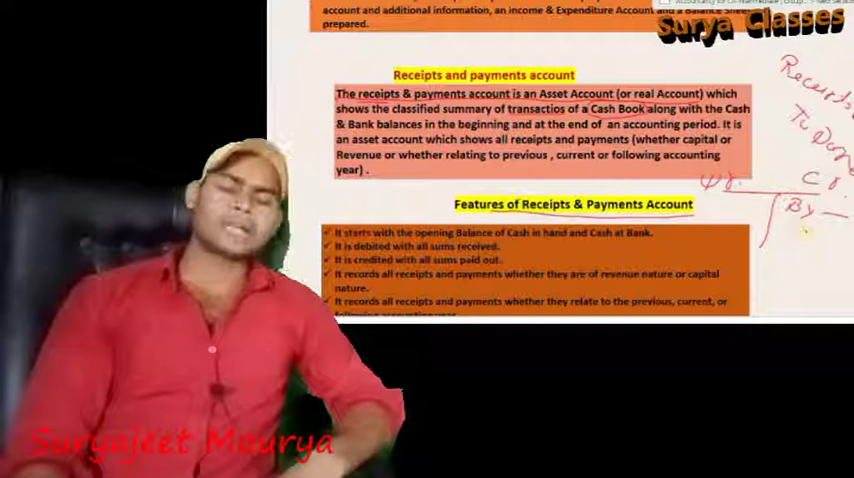 account and additional information, an income & Expenditure Account and a Balance Sheet
prepared.
Surya Classes
Receipts and payments account
The receipts & payments account is an Asset Account (or real Account) which
shows the classified summary of transactios of a Cash Book along with the Cash
& Bank balances in the beginning and at the end of an accounting period. It is
an asset account which shows all receipts and payments (whether capital or
Revenue or whether relating to previous , current or following accounting
year) .
Receipts
To
Dr.
Cr.
By
Features of Receipts & Payments Account
✓ It starts with the opening Balance of Cash in hand and Cash at Bank.
✓ It is debited with all sums received.
✓ It is credited with all sums paid out.
✓ It records all receipts and payments whether they are of revenue nature or capital
nature.
✓ It records all receipts and payments whether they relate to the previous, current, or
following accounting year.
Suryajeet Maurya